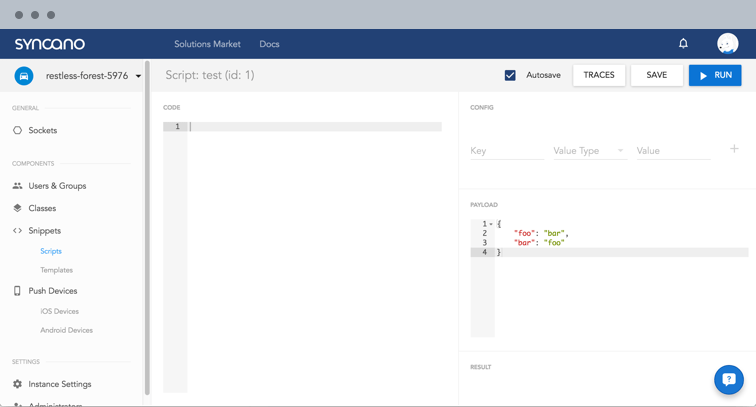 SYNCANO
Solutions Market
Docs
restless-forest-5976
Script: test (id: 1)
Autosave
TRACES
SAVE
RUN
GENERAL
Sockets
COMPONENTS
Users & Groups
Classes
Snippets
Scripts
Templates
Push Devices
iOS Devices
Android Devices
SETTINGS
Instance Settings
Administrators
CODE
1
CONFIG
Key
Value Type
Value
PAYLOAD
1 {
2 "foo": "bar",
3 "bar": "foo"
4 }
RESULT
?